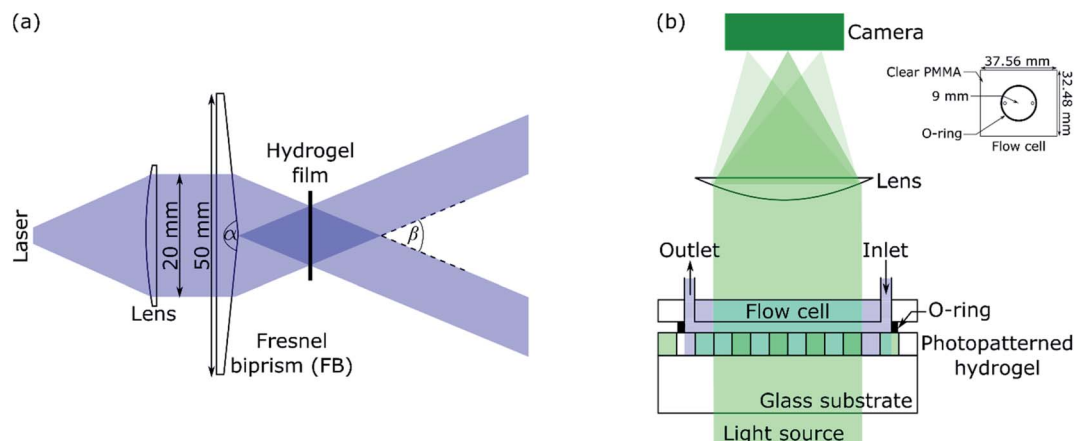 (a)
Laser
Lens
20 mm
50 mm
α
Fresnel
biprism (FB)
Hydrogel
film
β
(b)
Camera
37.56 mm
32.48 mm
Clear PMMA
9 mm
O-ring
Flow cell
Lens
Outlet
Inlet
Flow cell
O-ring
Photopatterned
hydrogel
Glass substrate
Light source